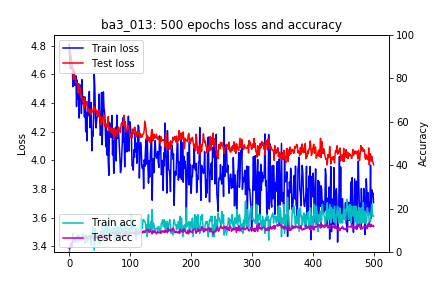 ba3_013: 500 epochs loss and accuracy
Train loss
Test loss
Train acc
Test acc
Loss
4.8
4.6
4.4
4.2
4.0
3.8
3.6
3.4
Accuracy
100
80
60
40
20
0
0 100 200 300 400 500